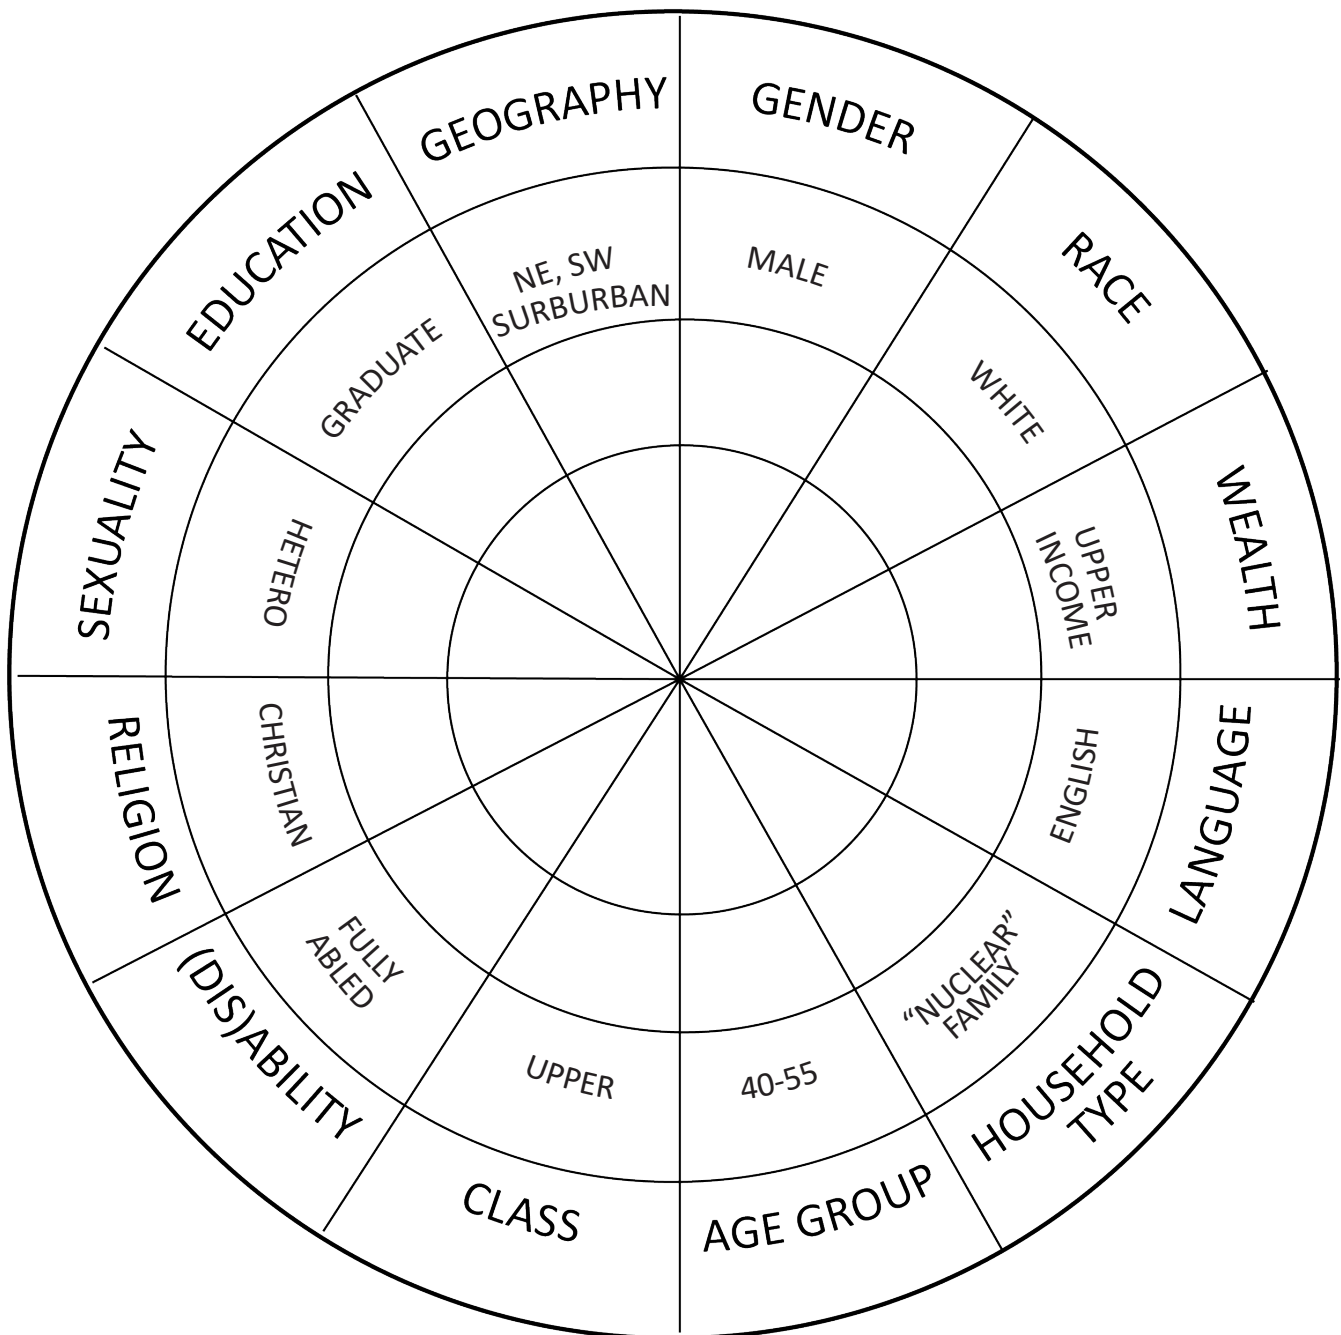 GENDER
MALE
RACE
WHITE
WEALTH
UPPER
INCOME
LANGUAGE
ENGLISH
HOUSEHOLD
TYPE
“NUCLEAR”
FAMILY
AGE GROUP
40-55
CLASS
UPPER
(DIS)ABILITY
FULLY
ABLED
RELIGION
CHRISTIAN
SEXUALITY
HETERO
EDUCATION
GRADUATE
GEOGRAPHY
NE, SW
SURBURBAN